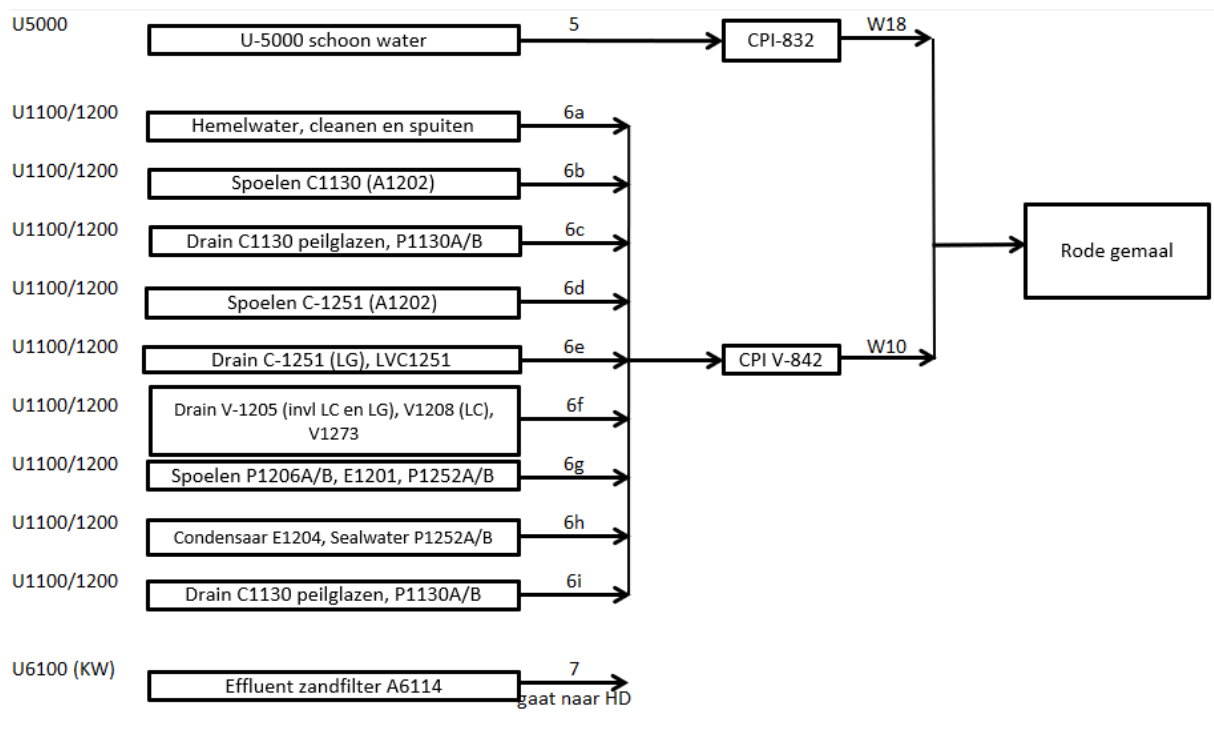 U5000
U-5000 schoon water
5
CPI-832
W18
U1100/1200
Hemelwater, cleanen en spuiten
6a
U1100/1200
Spoelen C1130 (A1202)
6b
U1100/1200
Drain C1130 peilglazen, P1130A/B
6c
Rode gemaal
U1100/1200
Spoelen C-1251 (A1202)
6d
U1100/1200
Drain C-1251 (LG), LVC1251
6e
CPI V-842
W10
U1100/1200
Drain V-1205 (invl LC en LG), V1208 (LC),
V1273
6f
U1100/1200
Spoelen P1206A/B, E1201, P1252A/B
6g
U1100/1200
Condensaar E1204, Sealwater P1252A/B
6h
U1100/1200
Drain C1130 peilglazen, P1130A/B
6i
U6100 (KW)
Effluent zandfilter A6114
7
gaat naar HD